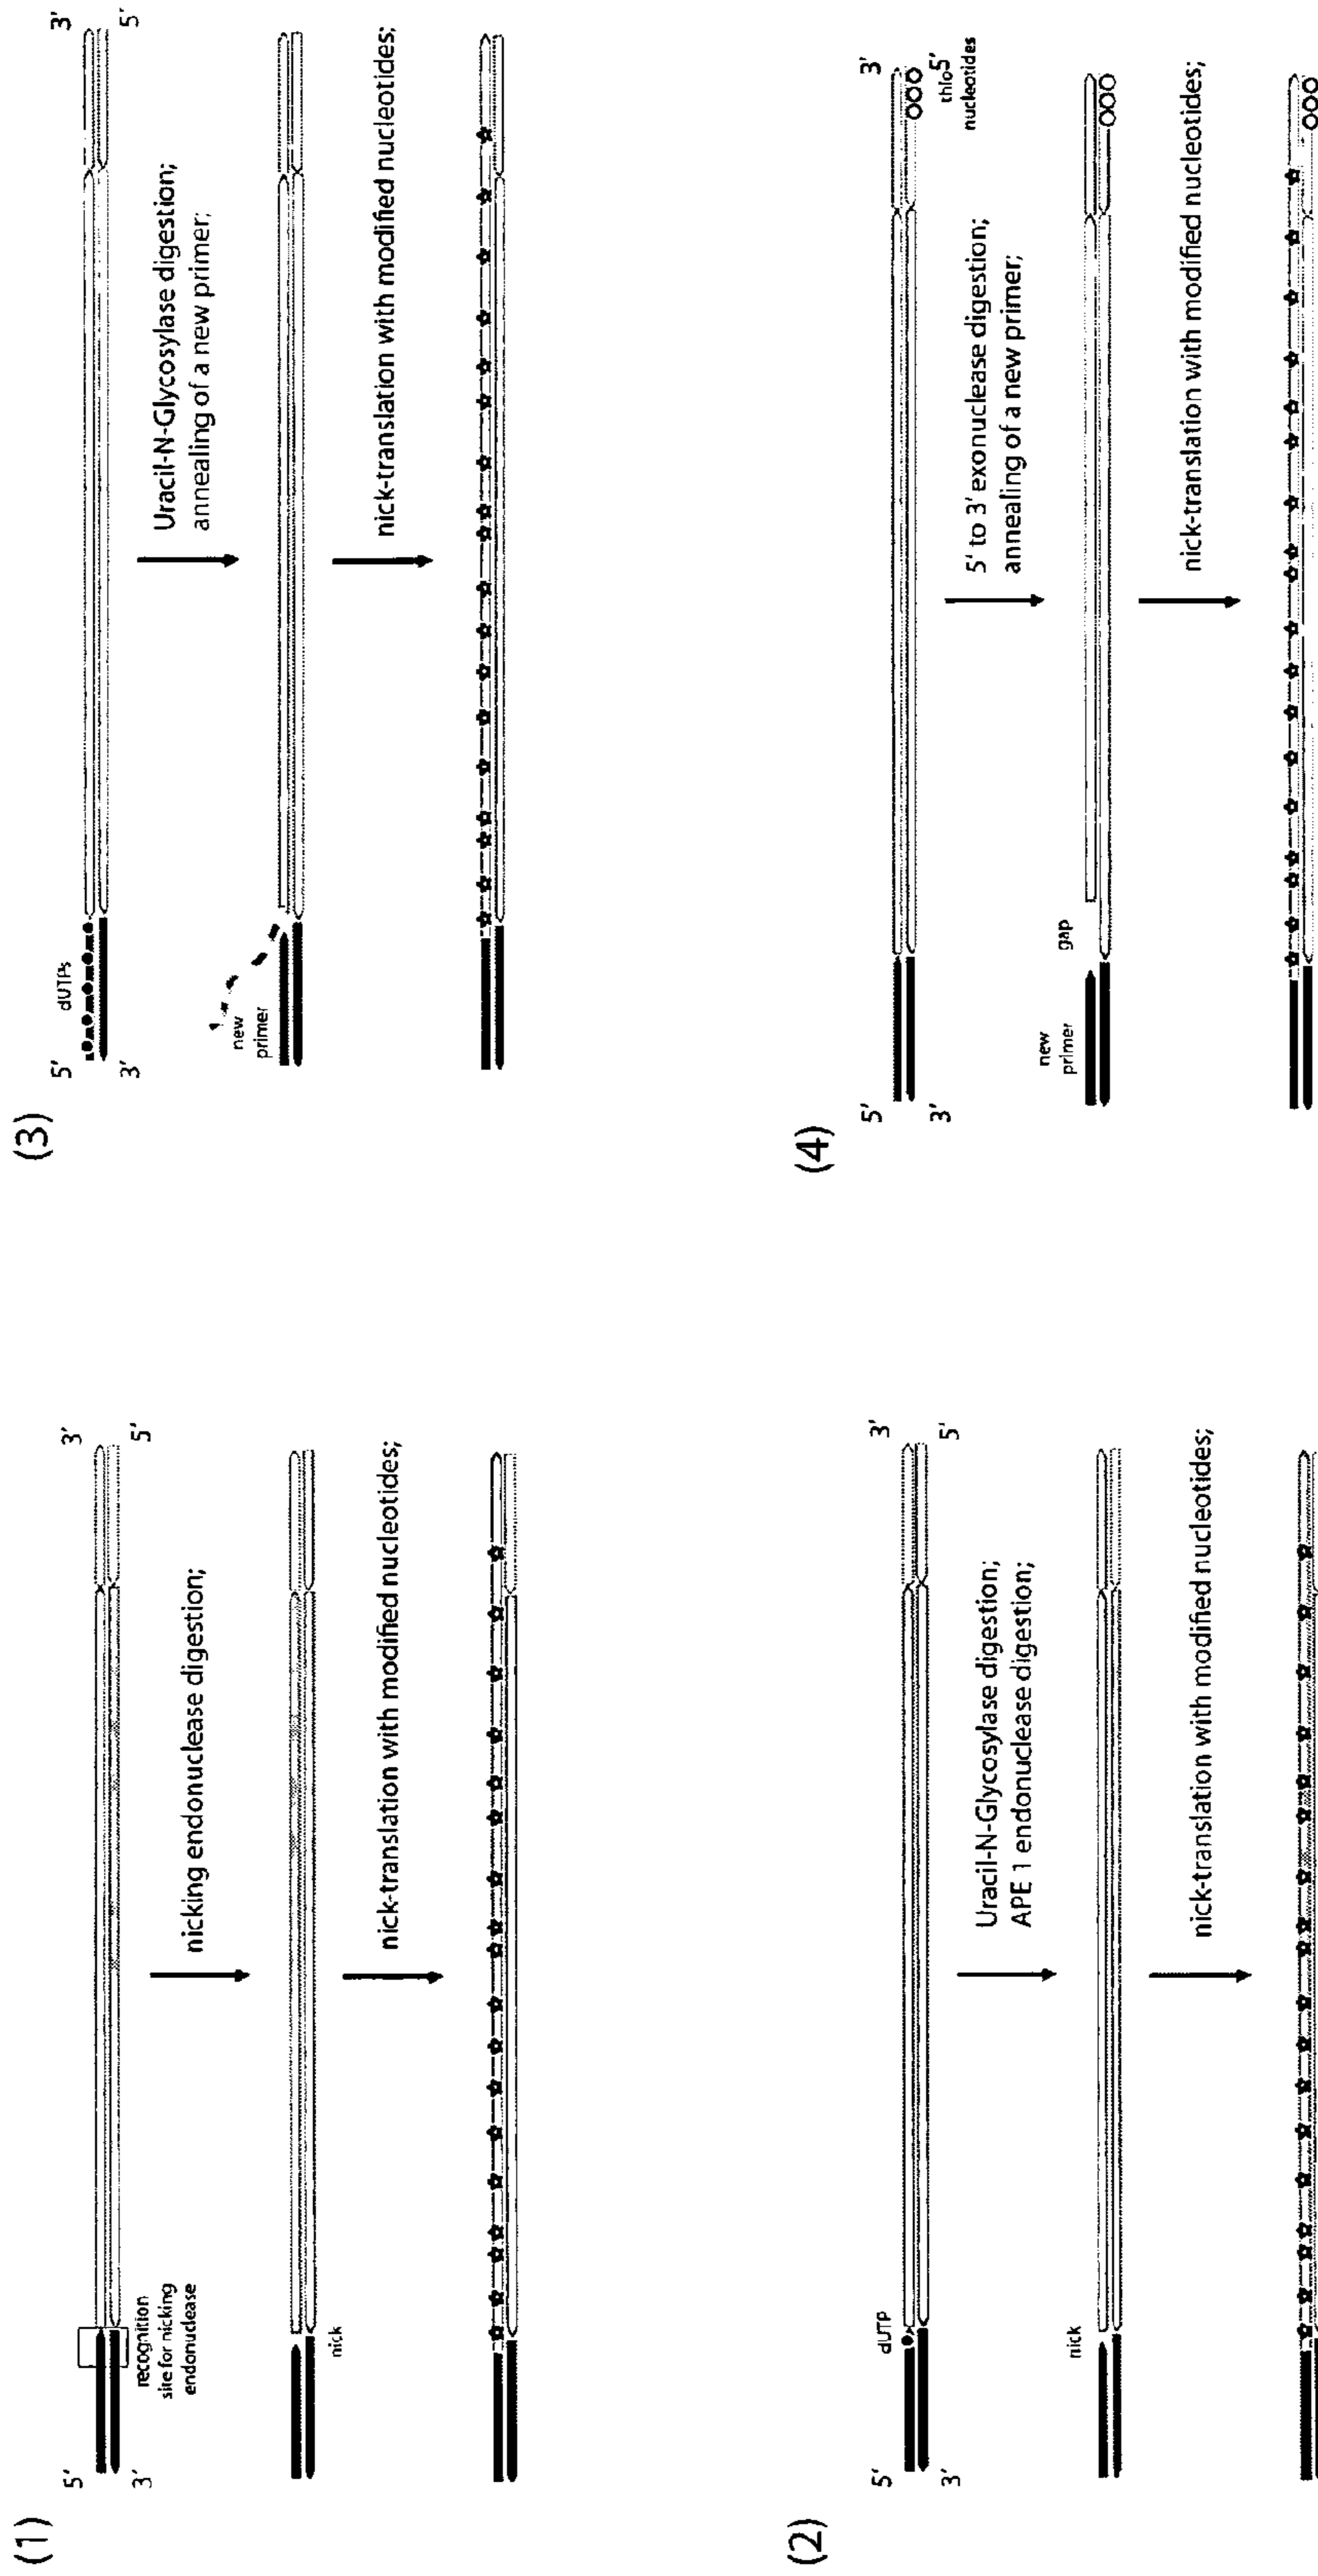 (1)
5'
3'
3'
5'
recognition
site for nicking
endonuclease
nicking endonuclease digestion;
nick
nick-translation with modified nucleotides;
(2)
5'
3'
dUTP
3'
5'
Uracil-N-Glycosylase digestion;
APE 1 endonuclease digestion;
nick
nick-translation with modified nucleotides;
(3)
5'
3'
dUTPs
3'
5'
Uracil-N-Glycosylase digestion;
annealing of a new primer;
new
primer
nick-translation with modified nucleotides;
(4)
5'
3'
3'
5'
thio
nucleotides
5' to 3' exonuclease digestion;
annealing of a new primer;
new
primer
gap
nick-translation with modified nucleotides;